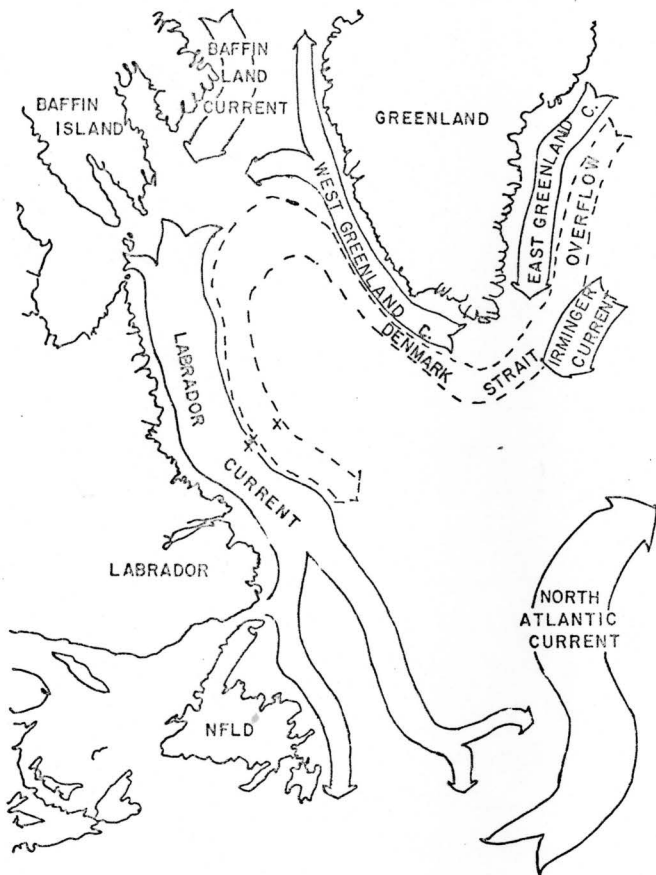 BAFFIN
LAND
CURRENT
BAFFIN
ISLAND
GREENLAND
EAST GREENLAND C.
OVERFLOW
WEST GREENLAND C.
DENMARK
STRAIT
IRMINGER
CURRENT
LABRADOR
CURRENT
LABRADOR
NFLD
NORTH
ATLANTIC
CURRENT
X
X
X